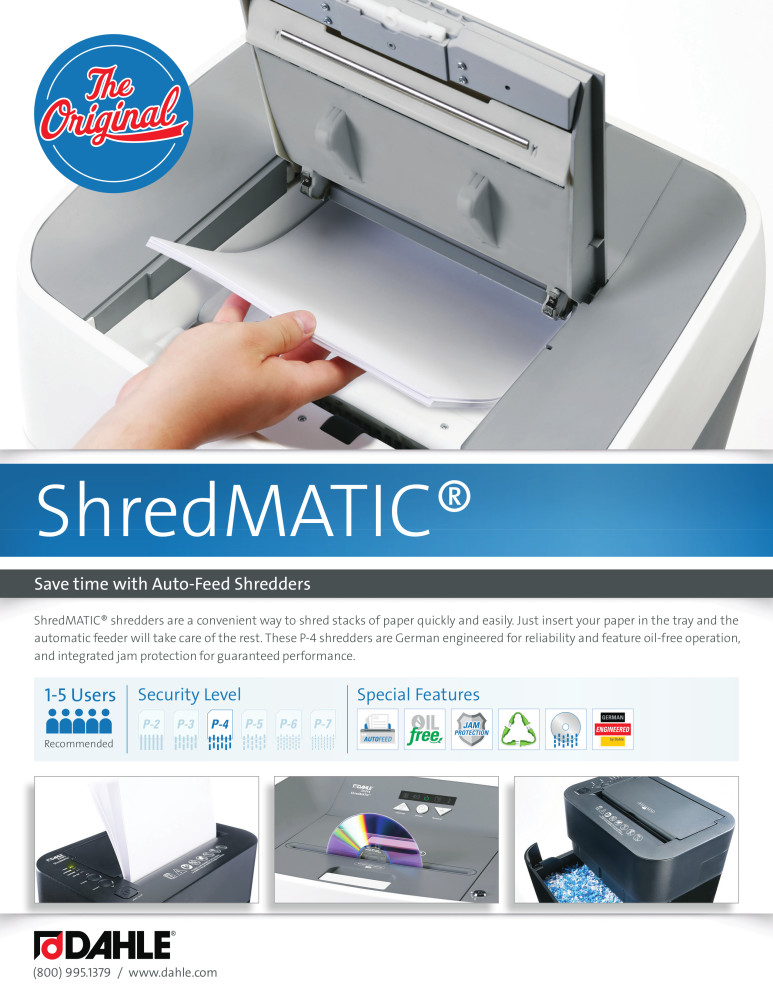 The
Original
ShredMATIC®
Save time with Auto-Feed Shredders
ShredMATIC® shredders are a convenient way to shred stacks of paper quickly and easily. Just insert your paper in the tray and the
automatic feeder will take care of the rest. These P-4 shredders are German engineered for reliability and feature oil-free operation,
and integrated jam protection for guaranteed performance.
1-5 Users
Recommended
Security Level
P-2 P-3 P-4 P-5 P-6 P-7
Special Features
AUTOFEED
OIL
free
JAM
PROTECTION
GERMAN
ENGINEERED
by Dahle
DAHLE
DAHLE
DAHLE®
(800) 995.1379 / www.dahle.com